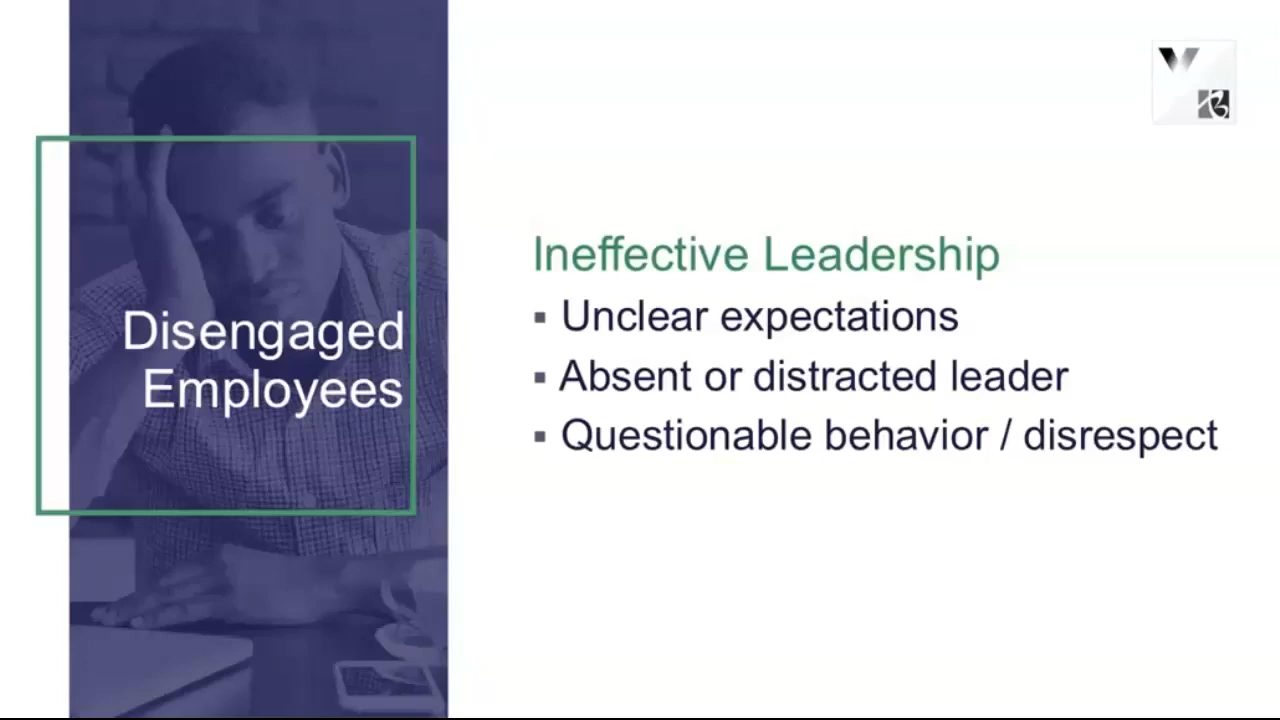 Disengaged
Employees
Ineffective Leadership
▪ Unclear expectations
▪ Absent or distracted leader
▪ Questionable behavior / disrespect
W